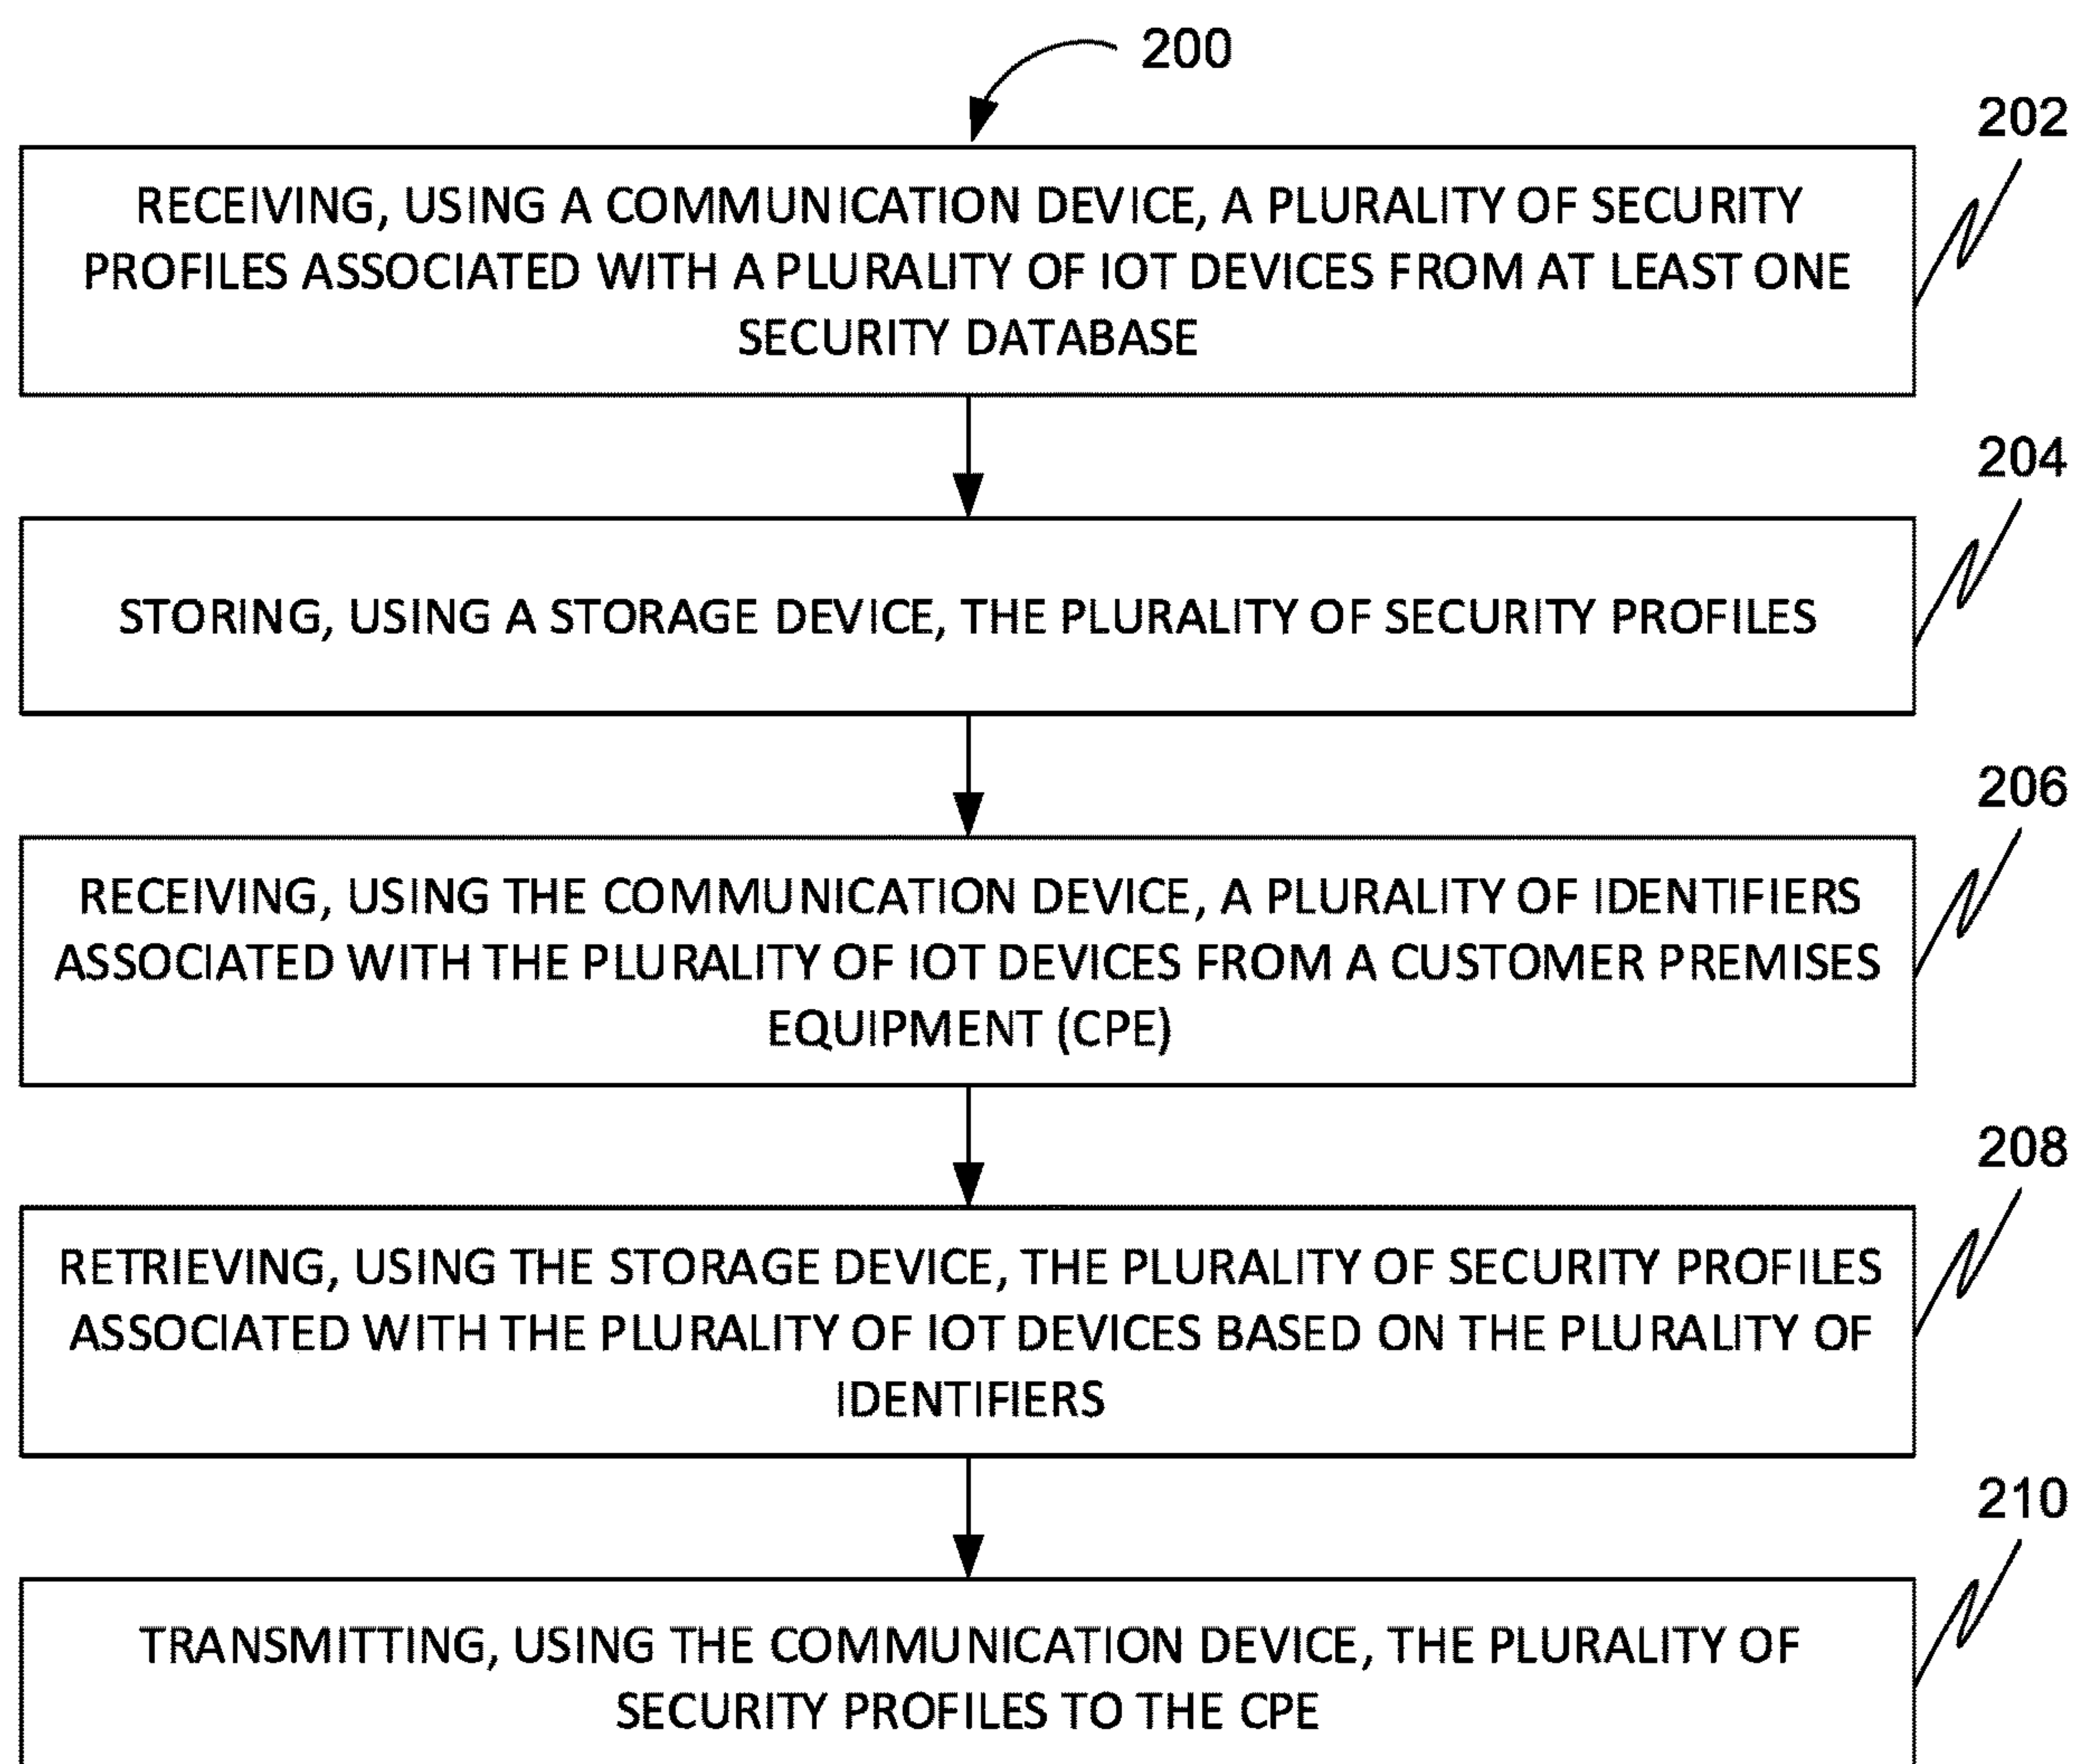 200
202
RECEIVING, USING A COMMUNICATION DEVICE, A PLURALITY OF SECURITY
PROFILES ASSOCIATED WITH A PLURALITY OF IOT DEVICES FROM AT LEAST ONE
SECURITY DATABASE
204
STORING, USING A STORAGE DEVICE, THE PLURALITY OF SECURITY PROFILES
206
RECEIVING, USING THE COMMUNICATION DEVICE, A PLURALITY OF IDENTIFIERS
ASSOCIATED WITH THE PLURALITY OF IOT DEVICES FROM A CUSTOMER PREMISES
EQUIPMENT (CPE)
208
RETRIEVING, USING THE STORAGE DEVICE, THE PLURALITY OF SECURITY PROFILES
ASSOCIATED WITH THE PLURALITY OF IOT DEVICES BASED ON THE PLURALITY OF
IDENTIFIERS
210
TRANSMITTING, USING THE COMMUNICATION DEVICE, THE PLURALITY OF
SECURITY PROFILES TO THE CPE